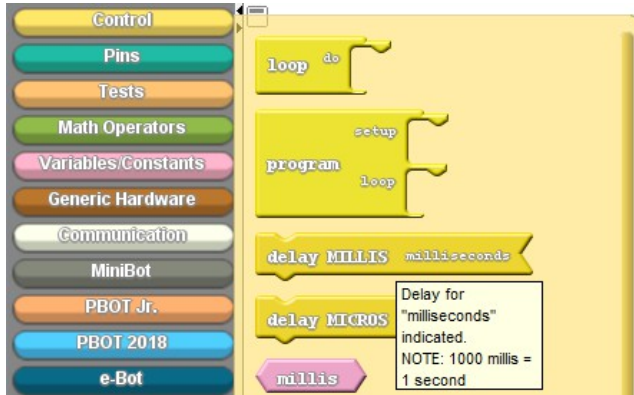 Control
Pins
Tests
Math Operators
Variables/Constants
Generic Hardware
Communication
MiniBot
PBOT Jr.
PBOT 2018
e-Bot
loop do
setup
program
loop
delay MILLIS milliseconds
delay MICROS
Delay for
"milliseconds"
indicated.
NOTE: 1000 millis =
1 second
millis